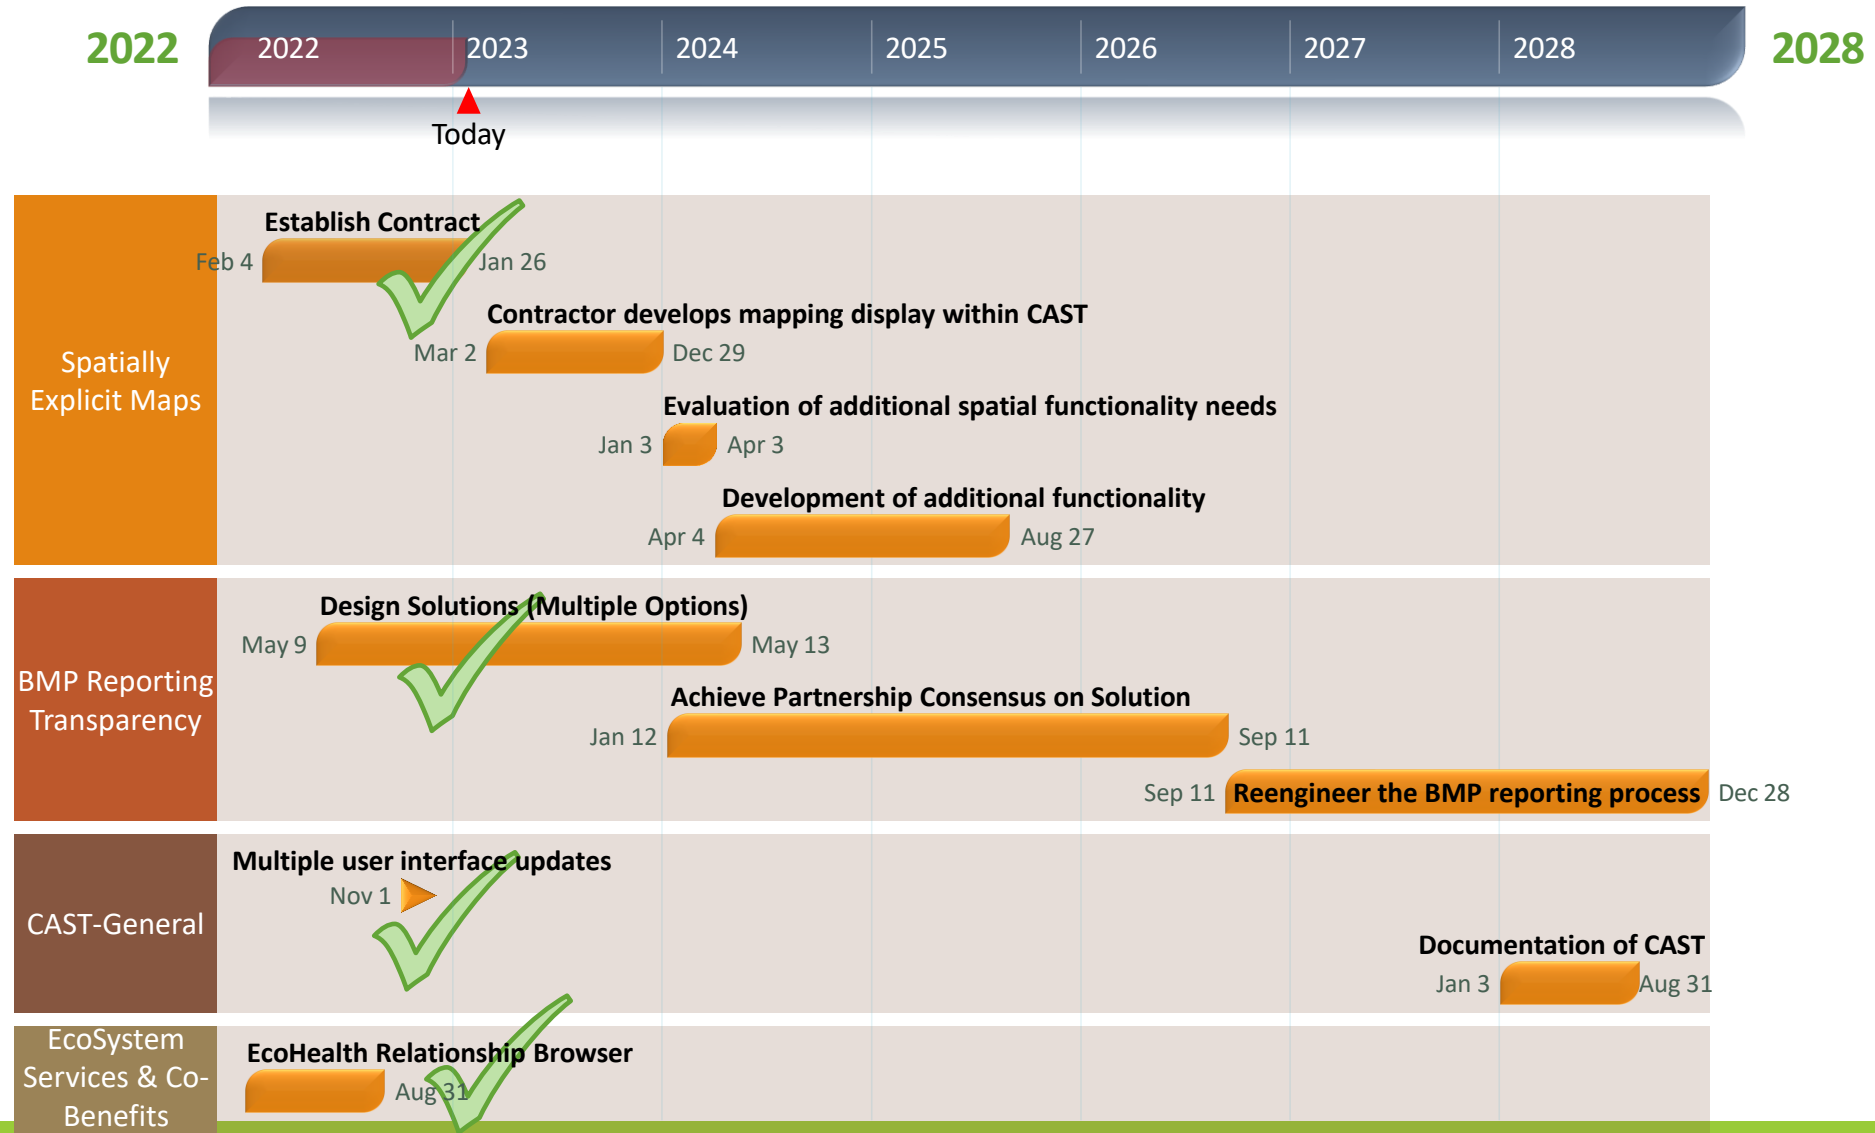 2022
2022
2023
2024
2025
2026
2027
2028
2028
Today
Spatially
Explicit Maps
Establish Contract
Feb 4
Jan 26
Contractor develops mapping display within CAST
Mar 2
Dec 29
Evaluation of additional spatial functionality needs
Jan 3
Apr 3
Development of additional functionality
Apr 4
Aug 27
BMP Reporting
Transparency
Design Solutions (Multiple Options)
May 9
May 13
Achieve Partnership Consensus on Solution
Jan 12
Sep 11
Sep 11
Reengineer the BMP reporting process
Dec 28
CAST-General
Multiple user interface updates
Nov 1
Documentation of CAST
Jan 3
Aug 31
EcoSystem
Services & Co-
Benefits
EcoHealth Relationship Browser
Aug 31